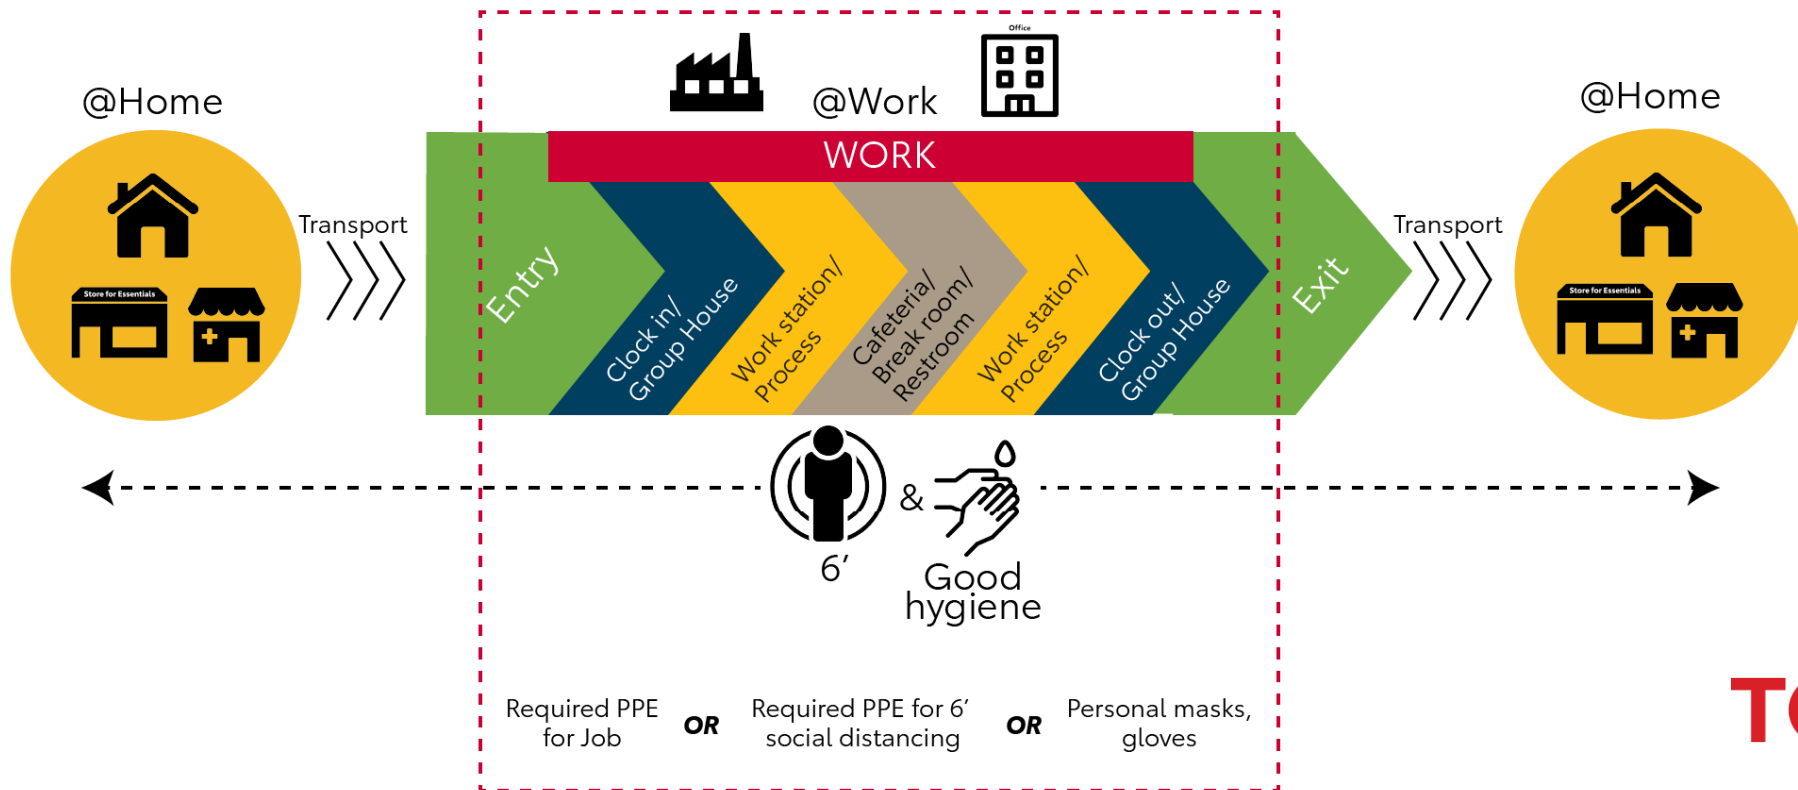 Office
@Home
@Work
@Home
WORK
Transport
Transport
Entry
Clock in/
Group House
Work station/
Process
Cafeteria/
Break room/
Restroom
Work station/
Process
Clock out/
Group House
Exit
Store for Essentials
Store for Essentials
&
6′
Good
hygiene
Required PPE
for Job
OR
Required PPE for 6′
social distancing
OR
Personal masks,
gloves